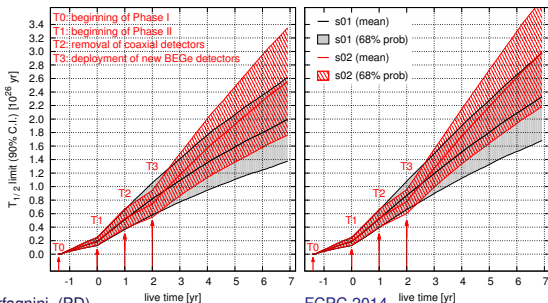 T0: beginning of Phase I
T1: beginning of Phase II
T2: removal of coaxial detectors
T3: deployment of new BEGe detectors
s01 (mean)
s01 (68% prob)
s02 (mean)
s02 (68% prob)
T1/2 limit (90% C.I.) [10^26 yr]
3.4
3.2
2.8
2.6
2.4
2.2
2.0
1.8
1.6
1.4
1.2
1.0
0.8
0.6
0.4
0.2
0.0
T0
T1
T2
T3
T0
T1
T2
T3
-1 0 1 2 3 4 5 6 7
-1 0 1 2 3 4 5 6 7
live time [yr]
live time [yr]
(PD)
2014